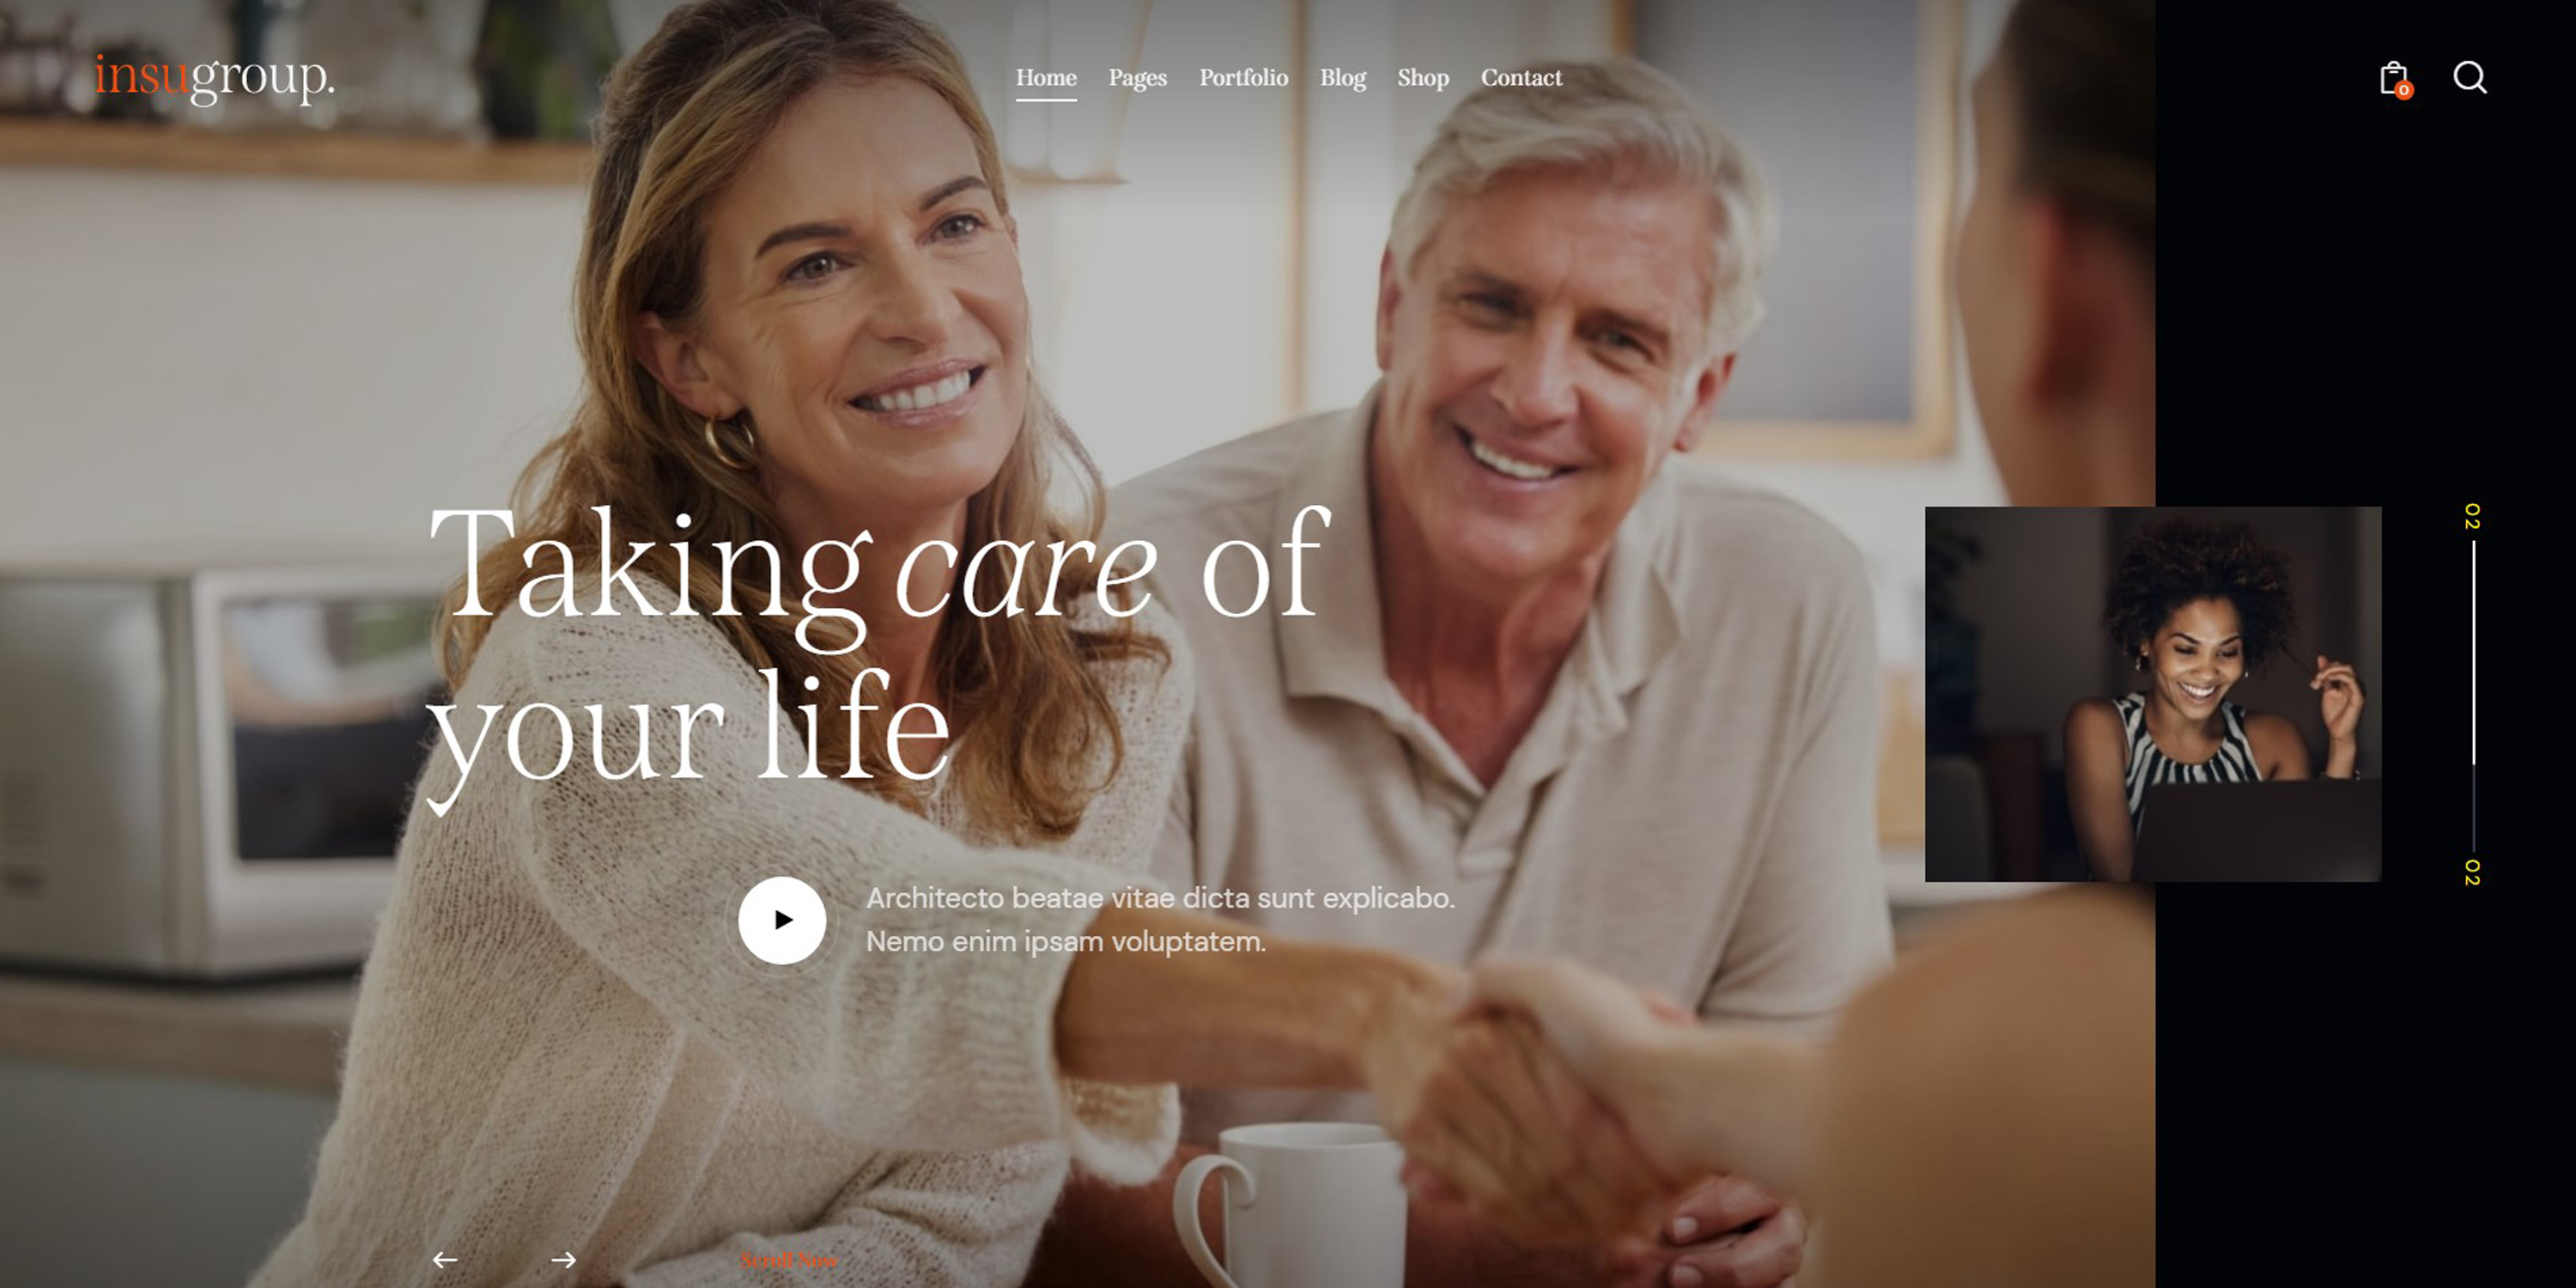 insugroup.
Home Pages Portfolio Blog Shop Contact
0
Taking care of
your life
02
02
Architecto beatae vitae dicta sunt explicabo.
Nemo enim ipsam voluptatem.
Scroll Now